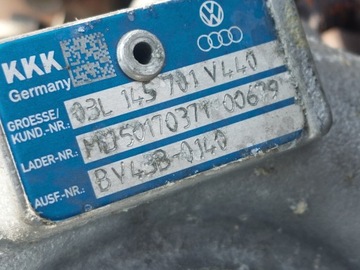 KKK
Germany
GROESSE/
KUND.-NR.: 03L 145 701 V440
LADER-NR.:
AUSF.-NR.: BV43B-0140